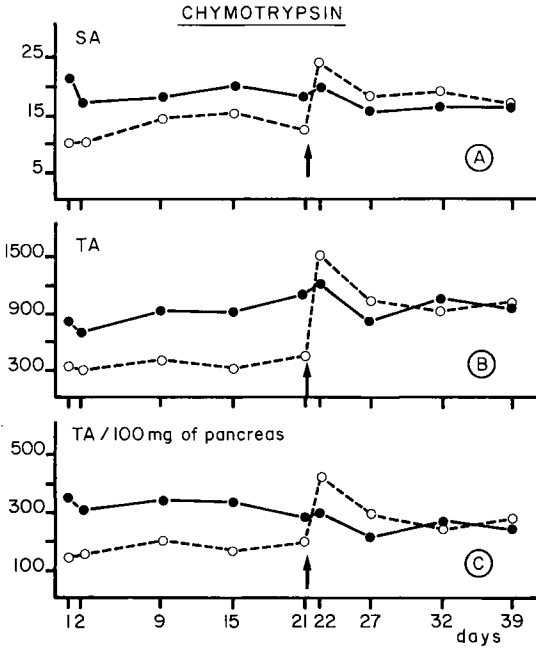 CHYMOTRYPSIN
SA
25
15
5
A
TA
1500
900
300
B
TA / 100 mg of pancreas
500
300
100
C
1 2 9 15 21 22 27 32 39
days